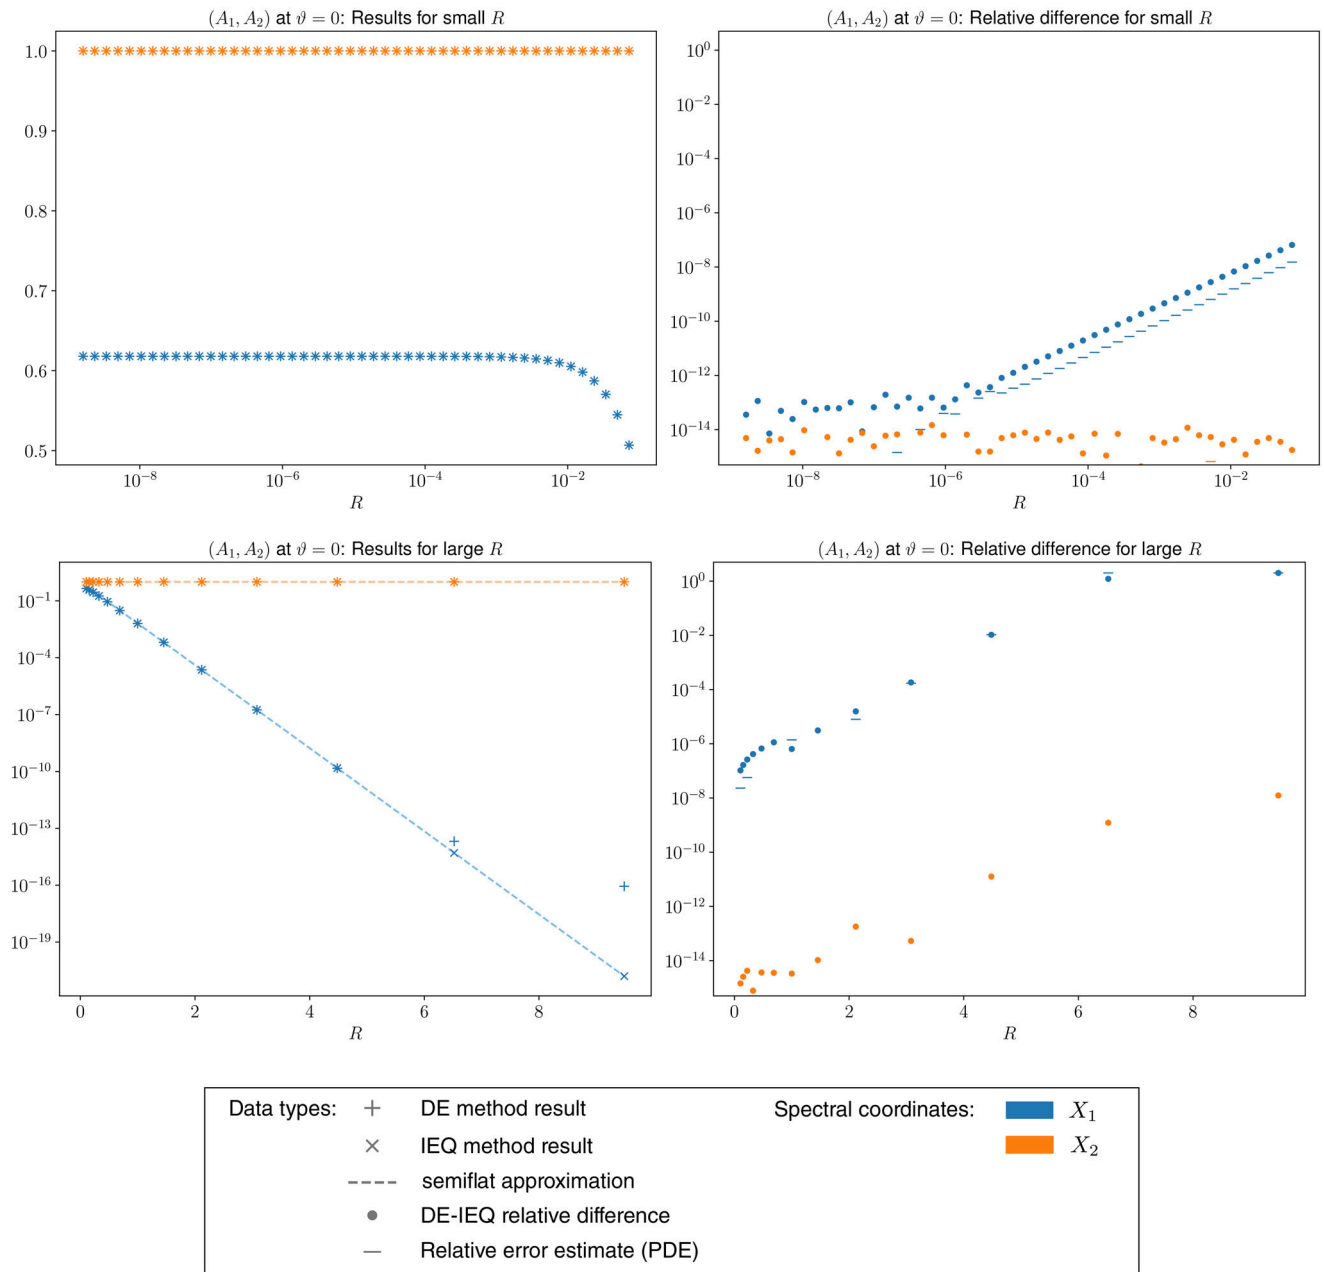 (A₁, A₂) at ϑ = 0: Results for small R
1.0
0.9
0.8
0.7
0.6
0.5
10⁻⁸ 10⁻⁶ 10⁻⁴ 10⁻²
R
(A₁, A₂) at ϑ = 0: Relative difference for small R
10⁰
10⁻²
10⁻⁴
10⁻⁶
10⁻⁸
10⁻¹⁰
10⁻¹²
10⁻¹⁴
10⁻⁸ 10⁻⁶ 10⁻⁴ 10⁻²
R
(A₁, A₂) at ϑ = 0: Results for large R
10⁻¹
10⁻⁴
10⁻⁷
10⁻¹⁰
10⁻¹³
10⁻¹⁶
10⁻¹⁹
0 2 4 6 8
R
(A₁, A₂) at ϑ = 0: Relative difference for large R
10⁰
10⁻²
10⁻⁴
10⁻⁶
10⁻⁸
10⁻¹⁰
10⁻¹²
10⁻¹⁴
0 2 4 6 8
R
Data types:
DE method result
IEQ method result
semiflat approximation
DE-IEQ relative difference
Relative error estimate (PDE)
Spectral coordinates:
X₁
X₂